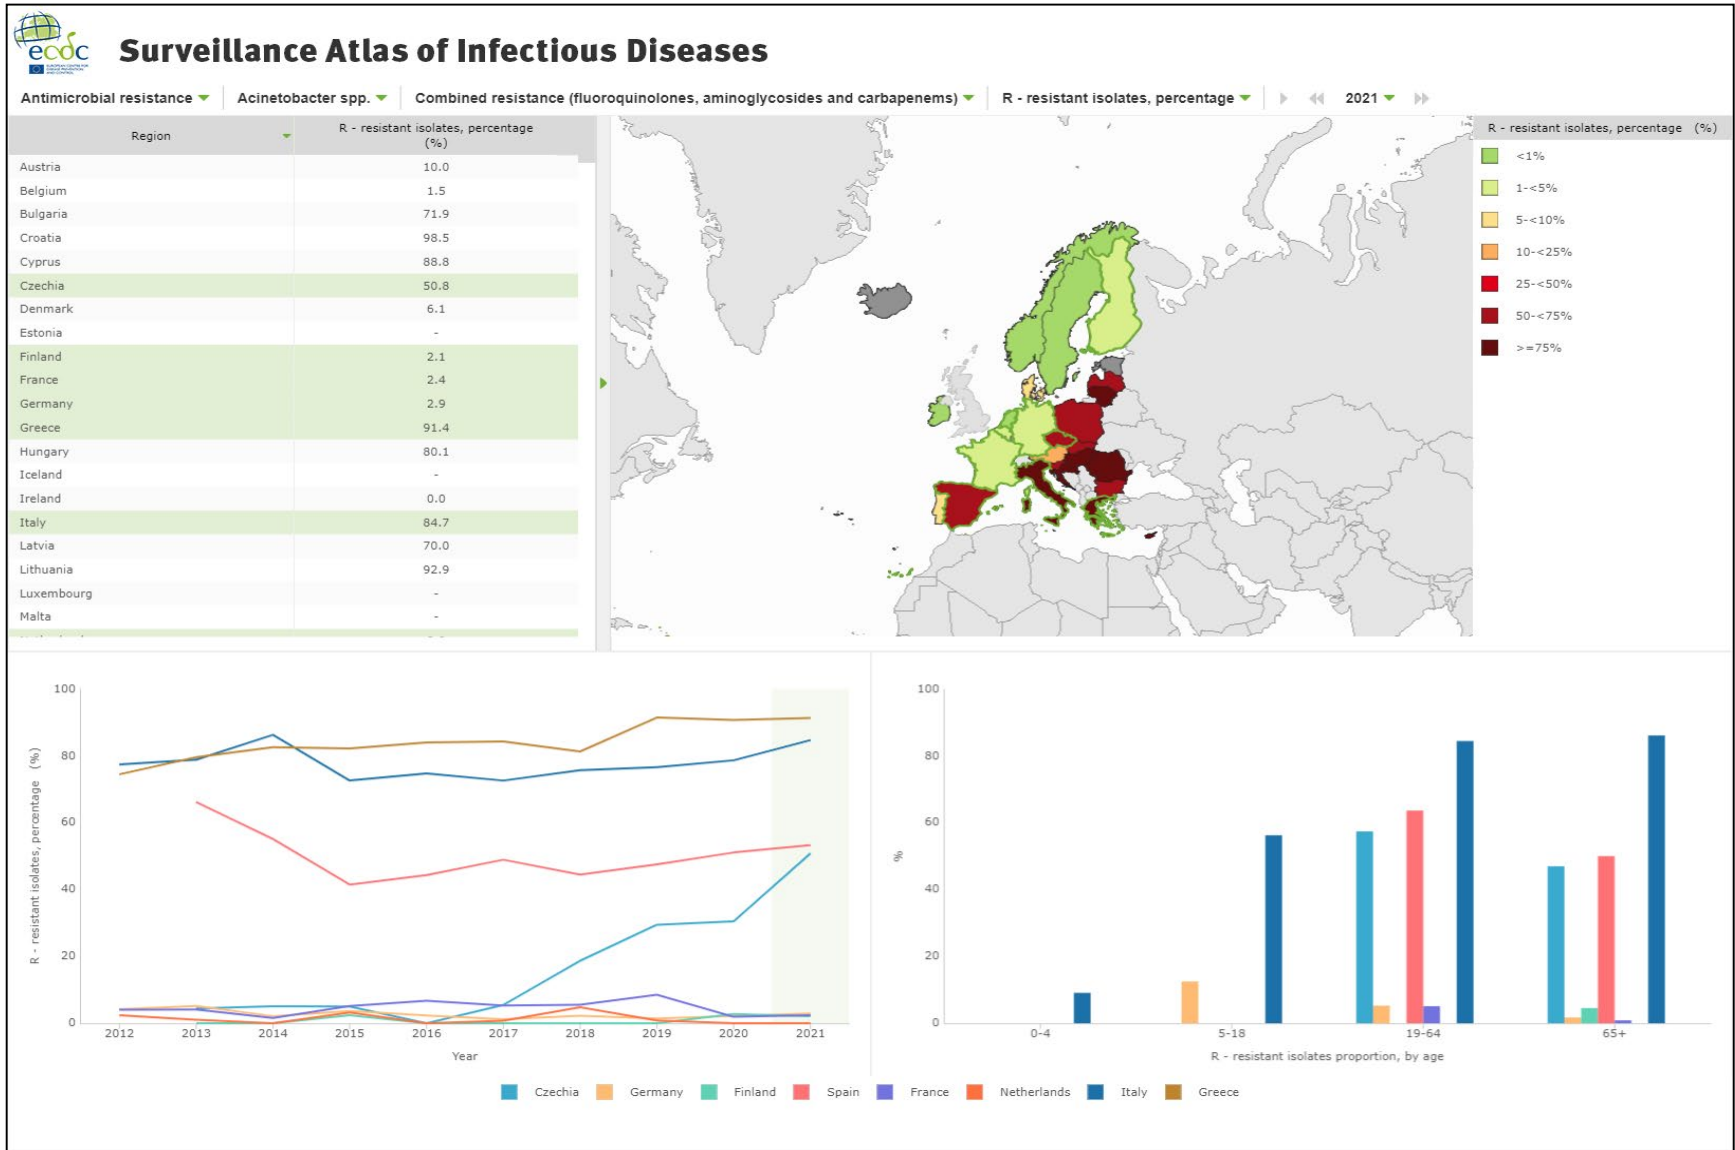 ecdc
EUROPEAN CENTRE FOR
DISEASE PREVENTION
AND CONTROL
Surveillance Atlas of Infectious Diseases
Antimicrobial resistance Acinetobacter spp. Combined resistance (fluoroquinolones, aminoglycosides and carbapenems) R - resistant isolates, percentage 2021
Region R - resistant isolates, percentage
(%)
Austria 10.0
Belgium 1.5
Bulgaria 71.9
Croatia 98.5
Cyprus 88.8
Czechia 50.8
Denmark 6.1
Estonia -
Finland 2.1
France 2.4
Germany 2.9
Greece 91.4
Hungary 80.1
Iceland -
Ireland 0.0
Italy 84.7
Latvia 70.0
Lithuania 92.9
Luxembourg -
Malta -
R - resistant isolates, percentage (%)
<1%
1-<5%
5-<10%
10-<25%
25-<50%
50-<75%
>=75%
R - resistant isolates, percentage (%)
100
80
60
40
20
0
2012 2013 2014 2015 2016 2017 2018 2019 2020 2021
Year
%
100
80
60
40
20
0
0-4 5-18 19-64 65+
R - resistant isolates proportion, by age
Czechia Germany Finland Spain France Netherlands Italy Greece